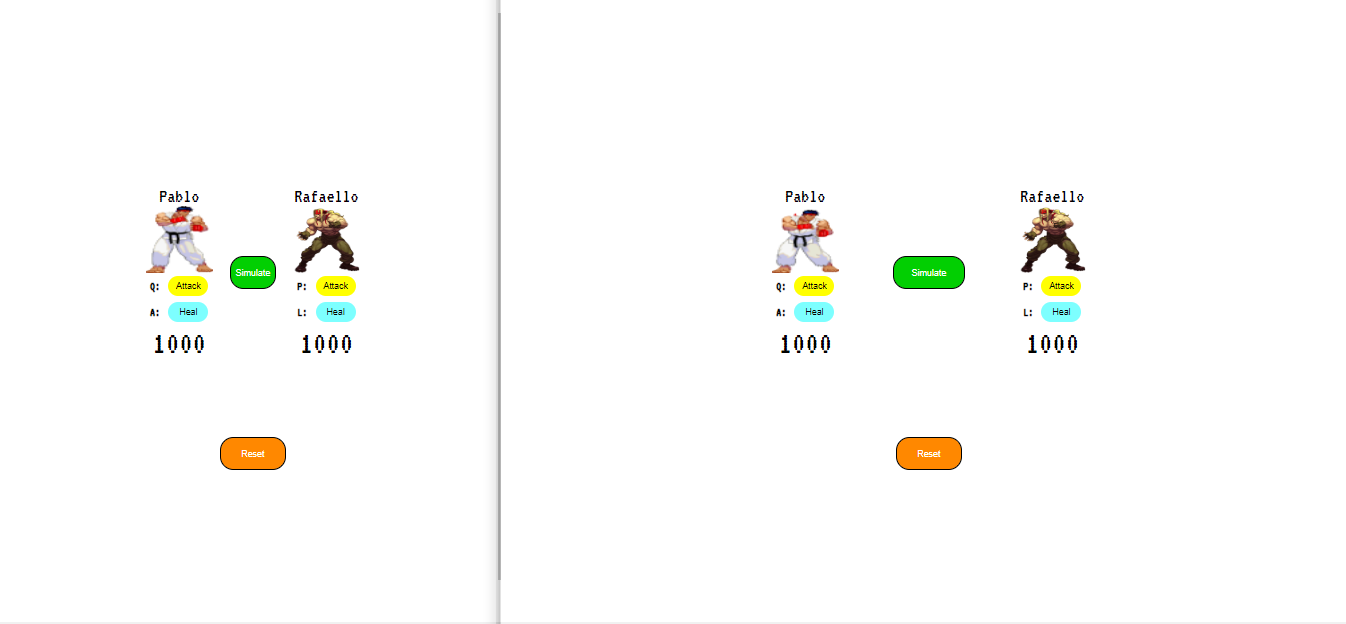 Pablo Rafaello
Simulate
Q: Attack P: Attack
A: Heal L: Heal
1000 1000
Reset
Pablo Rafaello
Simulate
Q: Attack P: Attack
A: Heal L: Heal
1000 1000
Reset